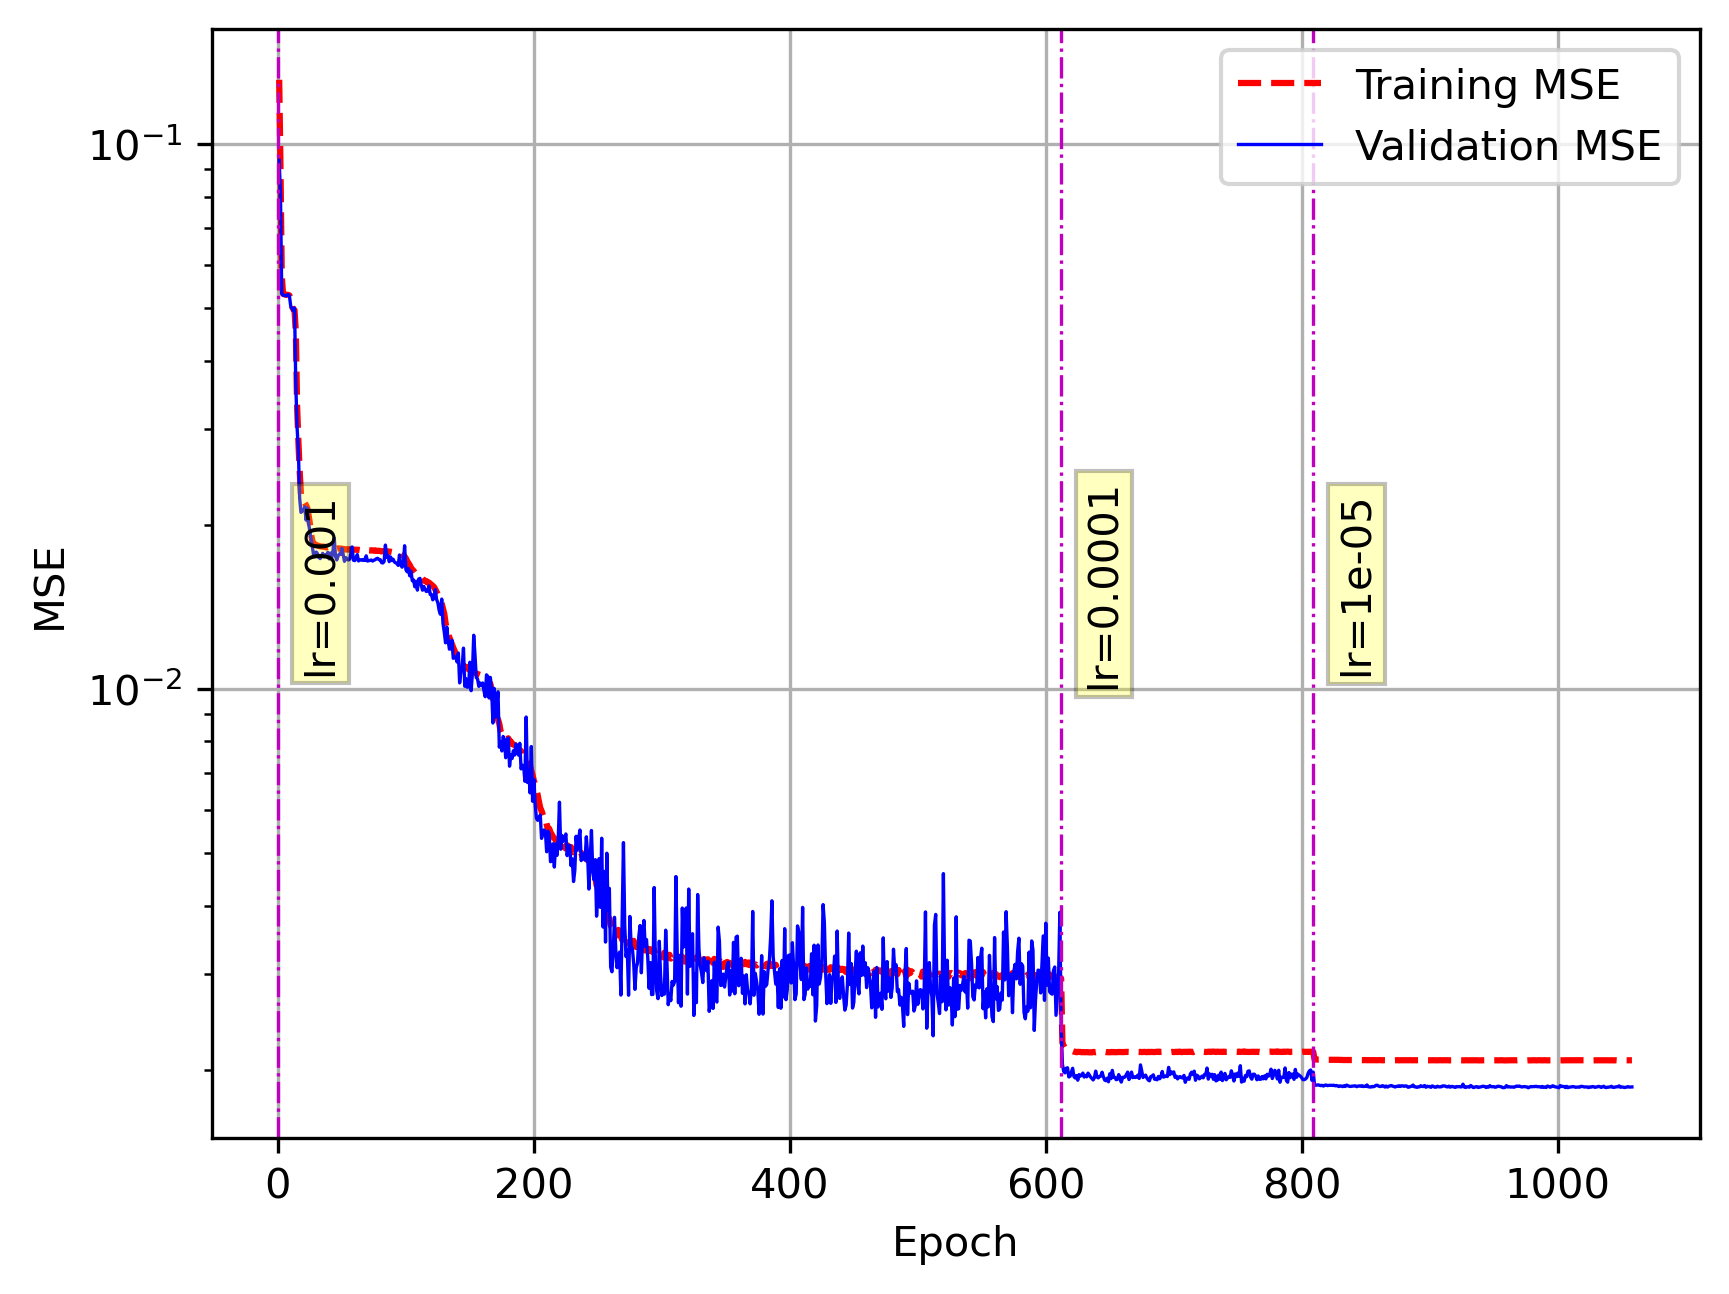 Training MSE
Validation MSE
10⁻¹
10⁻²
MSE
lr=0.001
lr=0.0001
lr=1e-05
0
200
400
600
800
1000
Epoch